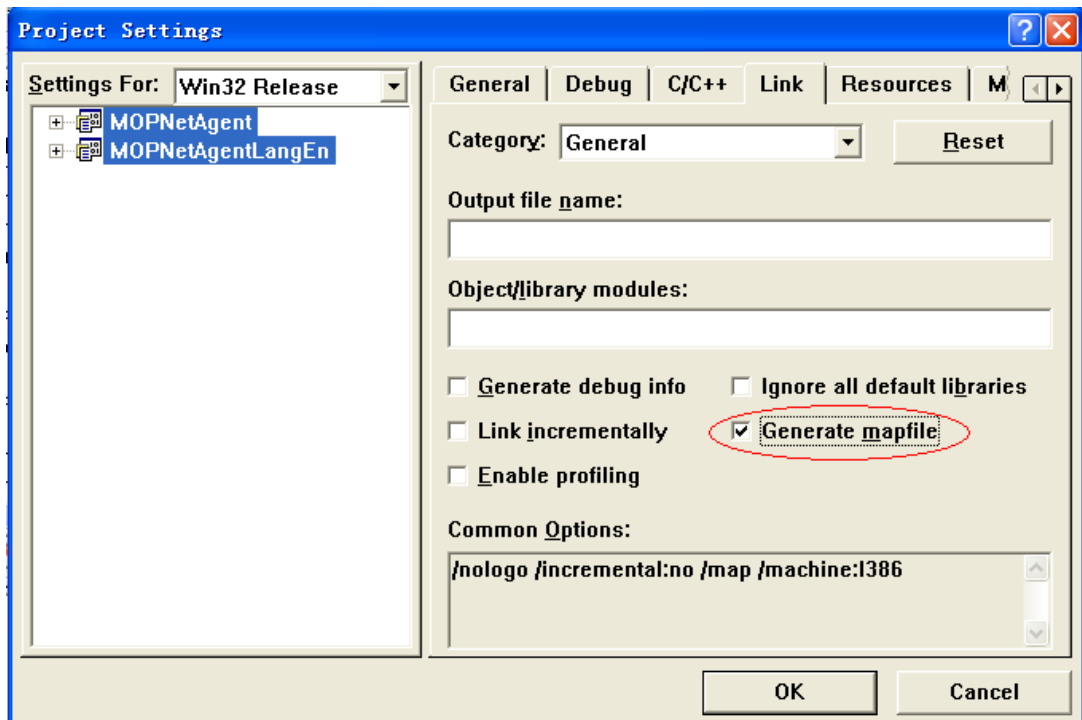 Project Settings
Settings For: Win32 Release
MOPNetAgent
MOPNetAgentLangEn
General Debug C/C++ Link Resources M
Category: General Reset
Output file name:
Object/library modules:
Generate debug info Ignore all default libraries
Link incrementally Generate mapfile
Enable profiling
Common Options:
/nologo /incremental:no /map /machine:I386
OK Cancel